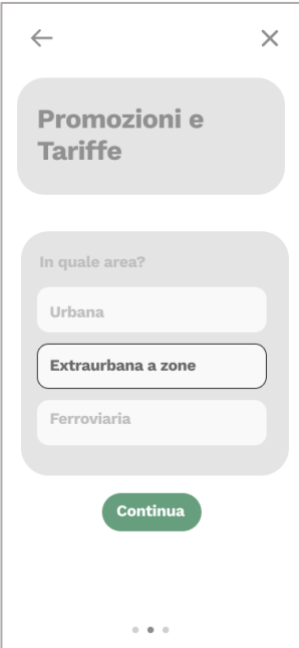 Promozioni e
Tariffe
In quale area?
Urbana
Extraurbana a zone
Ferroviaria
Continua